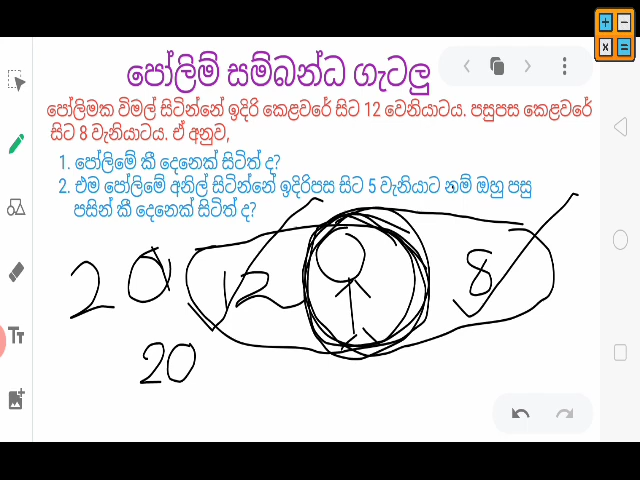 පෝලිම් සම්බන්ධ ගැටලු
පෝලිමක විමල් සිටින්නේ ඉදිරි කෙළවරේ සිට 12 වෙනියාටය. පසුපස කෙළවරේ
සිට 8 වැනියාටය. ඒ අනුව,
1. පෝලිමේ කී දෙනෙක් සිටිත් ද?
2. එම පෝලිමේ අනිල් සිටින්නේ ඉදිරිපස සිට 5 වැනියාට නම් ඔහු පසු
පසින් කී දෙනෙක් සිටිත් ද?
20 12 8
20
Tт